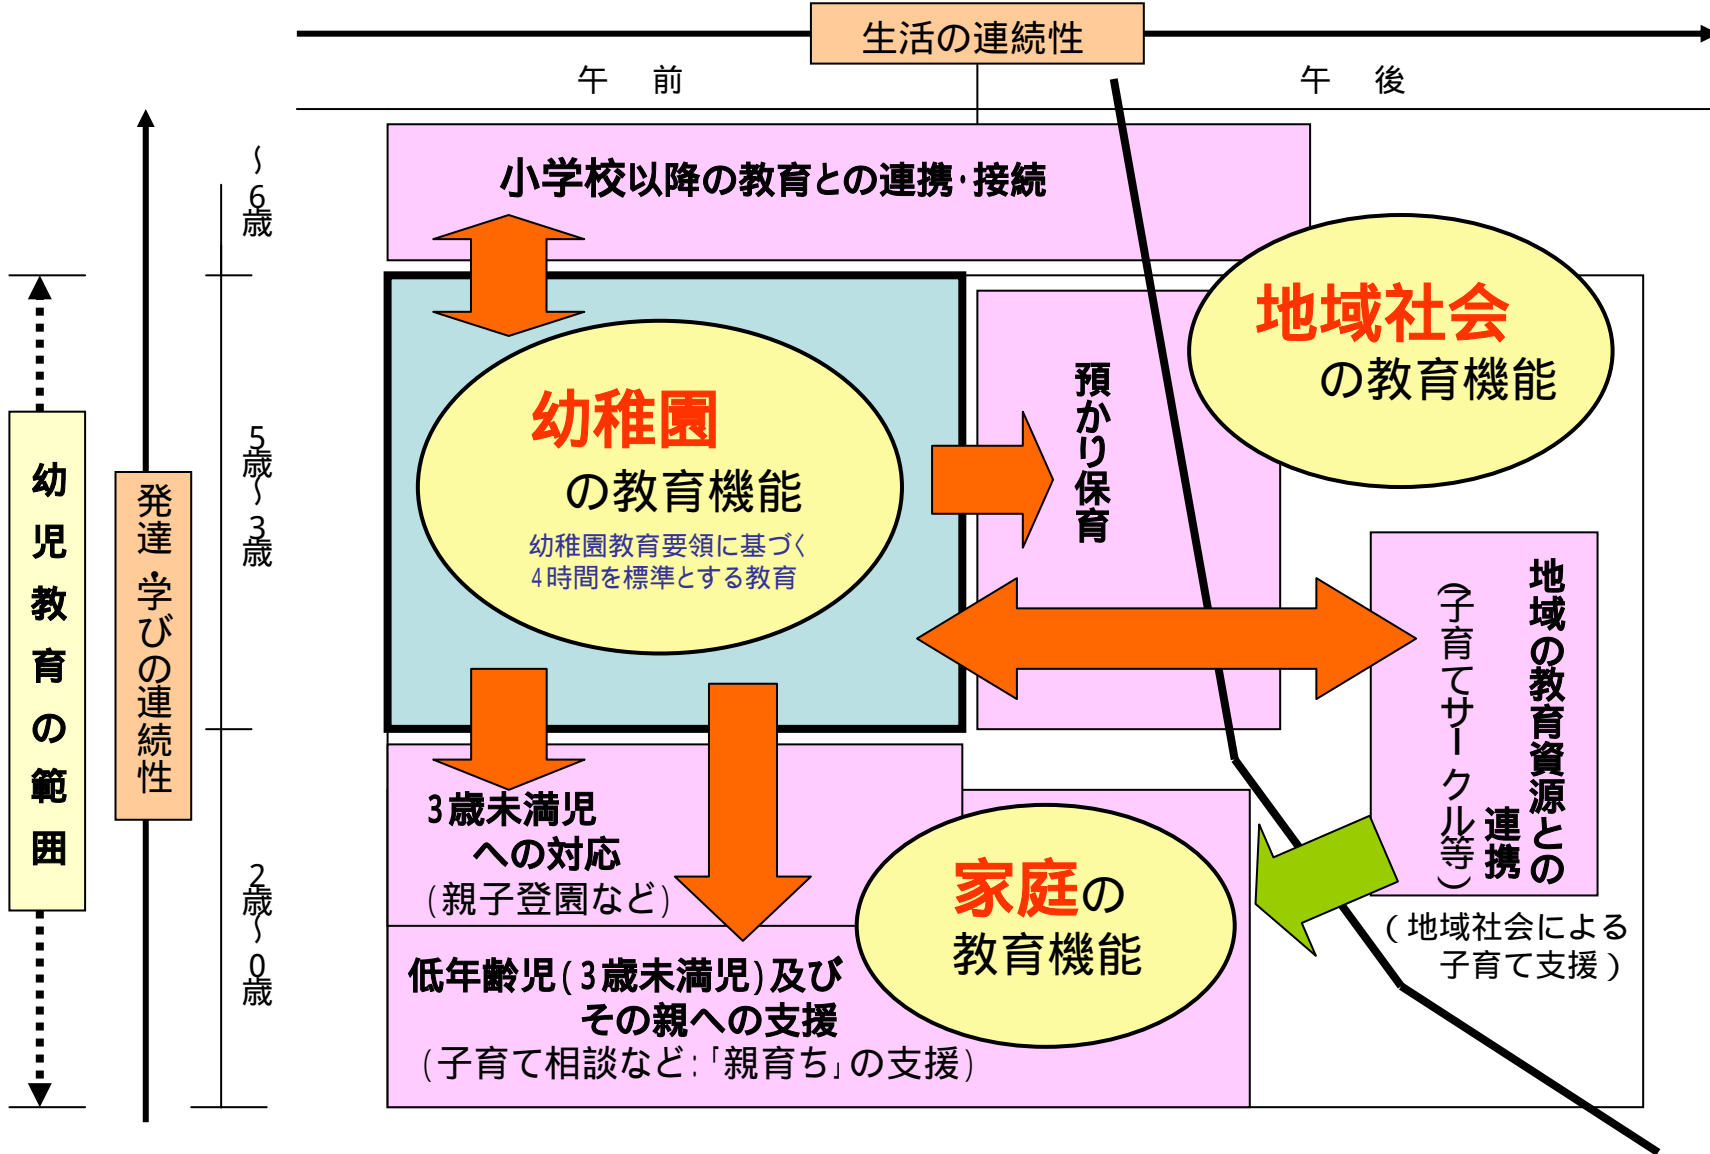 生活の連続性
午 前
午 後
～6歳
小学校以降の教育との連携・接続
地域社会
の教育機能
幼児教育の範囲
発達・学びの連続性
5歳～3歳
幼稚園
の教育機能
幼稚園教育要領に基づく
4時間を標準とする教育
預かり保育
地域の教育資源との
連携
(子育てサークル等)
2歳～0歳
3歳未満児
への対応
(親子登園など)
家庭の
教育機能
(地域社会による
子育て支援)
低年齢児(3歳未満児)及び
その親への支援
(子育て相談など:「親育ち」の支援)